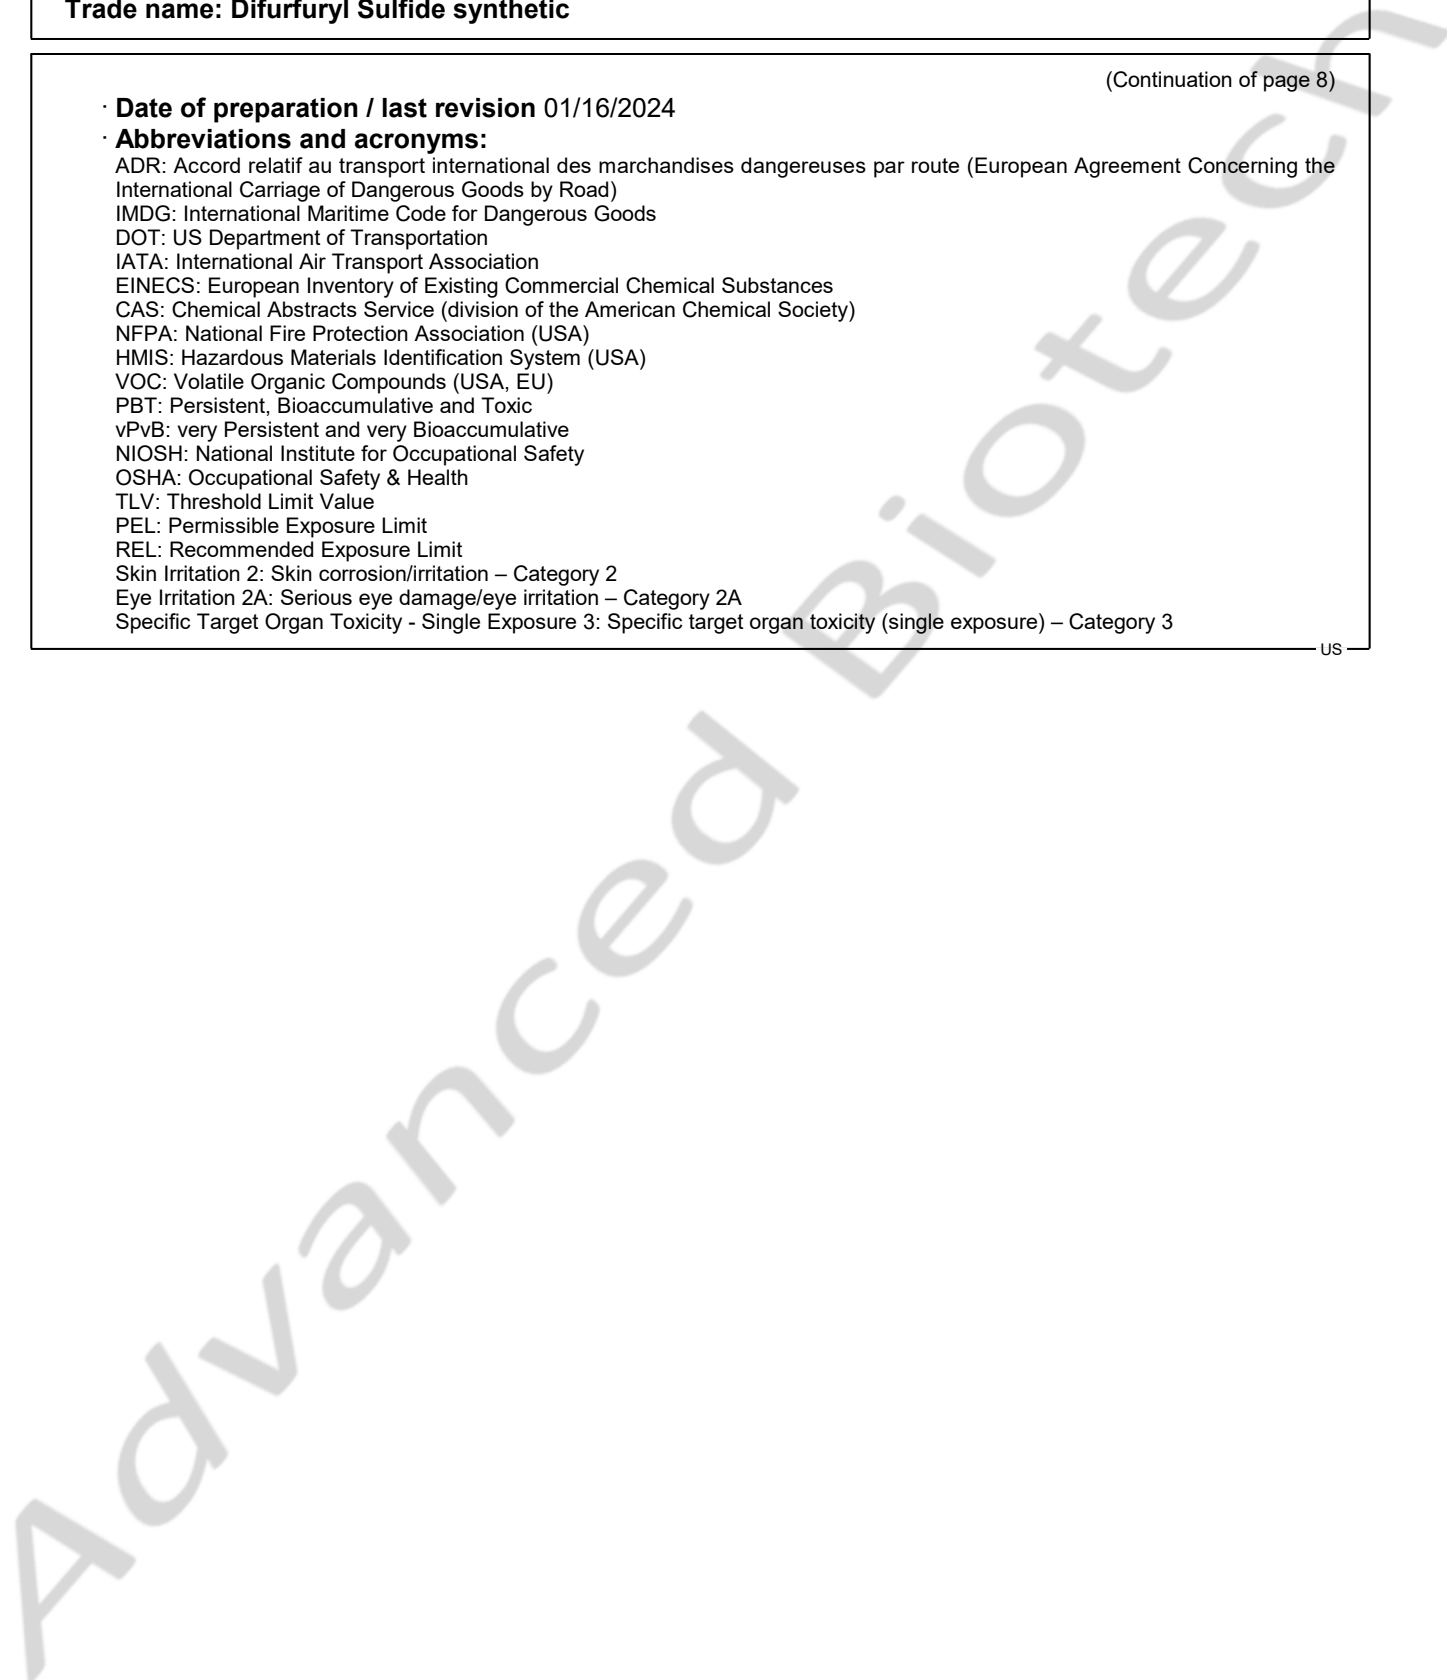 Trade name: Difurfuryl Sulfide synthetic
(Continuation of page 8)
· Date of preparation / last revision 01/16/2024
· Abbreviations and acronyms:
ADR: Accord relatif au transport international des marchandises dangereuses par route (European Agreement Concerning the
International Carriage of Dangerous Goods by Road)
IMDG: International Maritime Code for Dangerous Goods
DOT: US Department of Transportation
IATA: International Air Transport Association
EINECS: European Inventory of Existing Commercial Chemical Substances
CAS: Chemical Abstracts Service (division of the American Chemical Society)
NFPA: National Fire Protection Association (USA)
HMIS: Hazardous Materials Identification System (USA)
VOC: Volatile Organic Compounds (USA, EU)
PBT: Persistent, Bioaccumulative and Toxic
vPvB: very Persistent and very Bioaccumulative
NIOSH: National Institute for Occupational Safety
OSHA: Occupational Safety & Health
TLV: Threshold Limit Value
PEL: Permissible Exposure Limit
REL: Recommended Exposure Limit
Skin Irritation 2: Skin corrosion/irritation – Category 2
Eye Irritation 2A: Serious eye damage/eye irritation – Category 2A
Specific Target Organ Toxicity - Single Exposure 3: Specific target organ toxicity (single exposure) – Category 3
US
Advanced Biotech